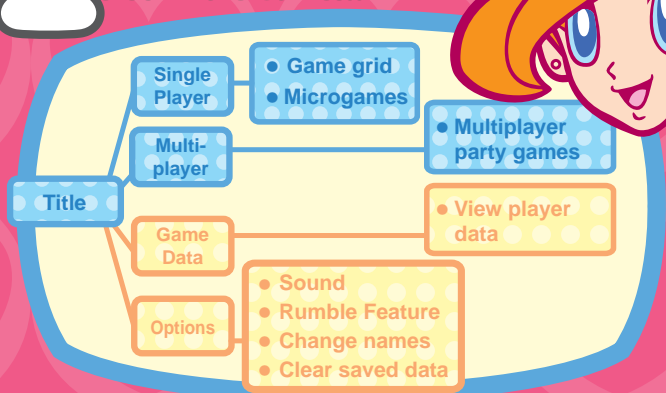 Single
Player
● Game grid
● Microgames
Multi-
player
● Multiplayer
party games
Title
Game
Data
● View player
data
Options
● Sound
● Rumble Feature
● Change names
● Clear saved data